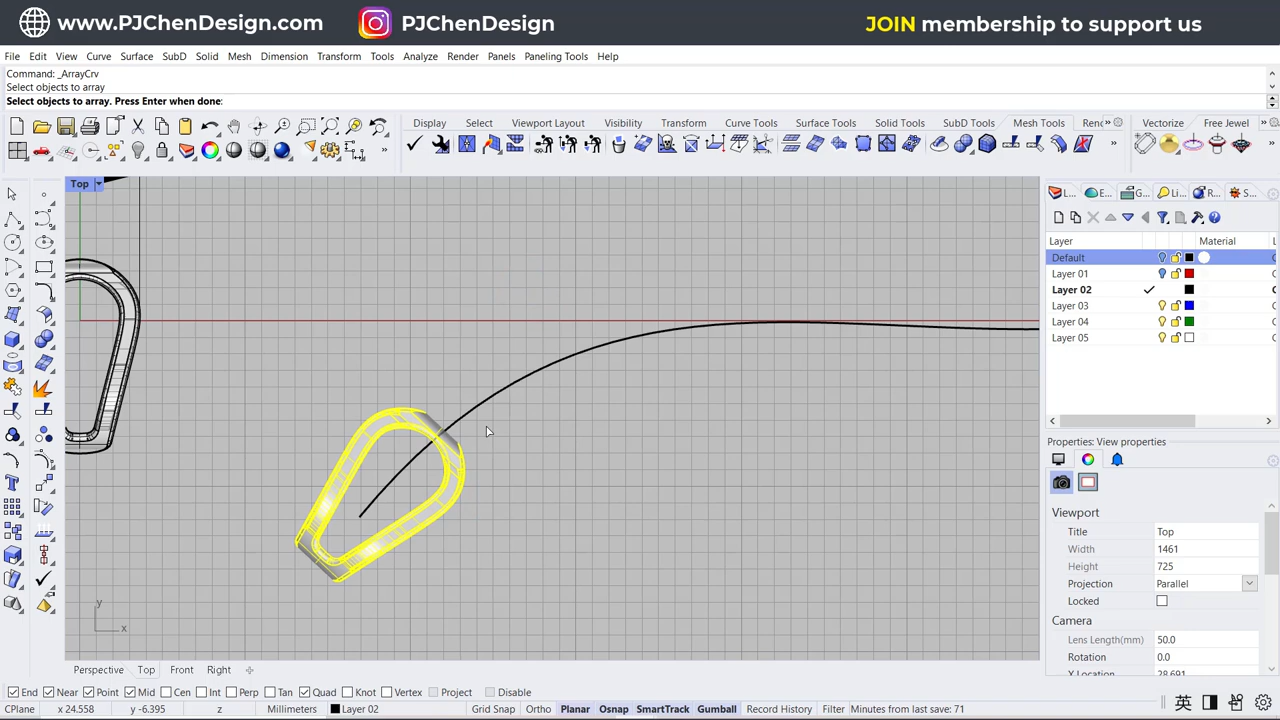 www.PJChenDesign.com PJChenDesign JOIN membership to support us
File Edit View Curve Surface SubD Solid Mesh Dimension Transform Tools Analyze Render Panels Paneling Tools Help
Command: _ArrayCrv
Select objects to array
Select objects to array. Press Enter when done:
Display Select Viewport Layout Visibility Transform Curve Tools Surface Tools Solid Tools SubD Tools Mesh Tools Vectorize Free Jewel
Top
Layer Material
Default
Layer 01
Layer 02
Layer 03
Layer 04
Layer 05
Properties: View properties
Viewport
Title Top
Width 1461
Height 725
Projection Parallel
Locked
Camera
Lens Length(mm) 50.0
Rotation 0.0
X Location 28.691
y
x
Perspective Top Front Right
End Near Point Mid Cen Int Perp Tan Quad Knot Vertex Project Disable
CPlane x 24.558 y -6.395 z Millimeters Layer 02 Grid Snap Ortho Planar Osnap SmartTrack Gumball Record History Filter Minutes from last save: 71 英